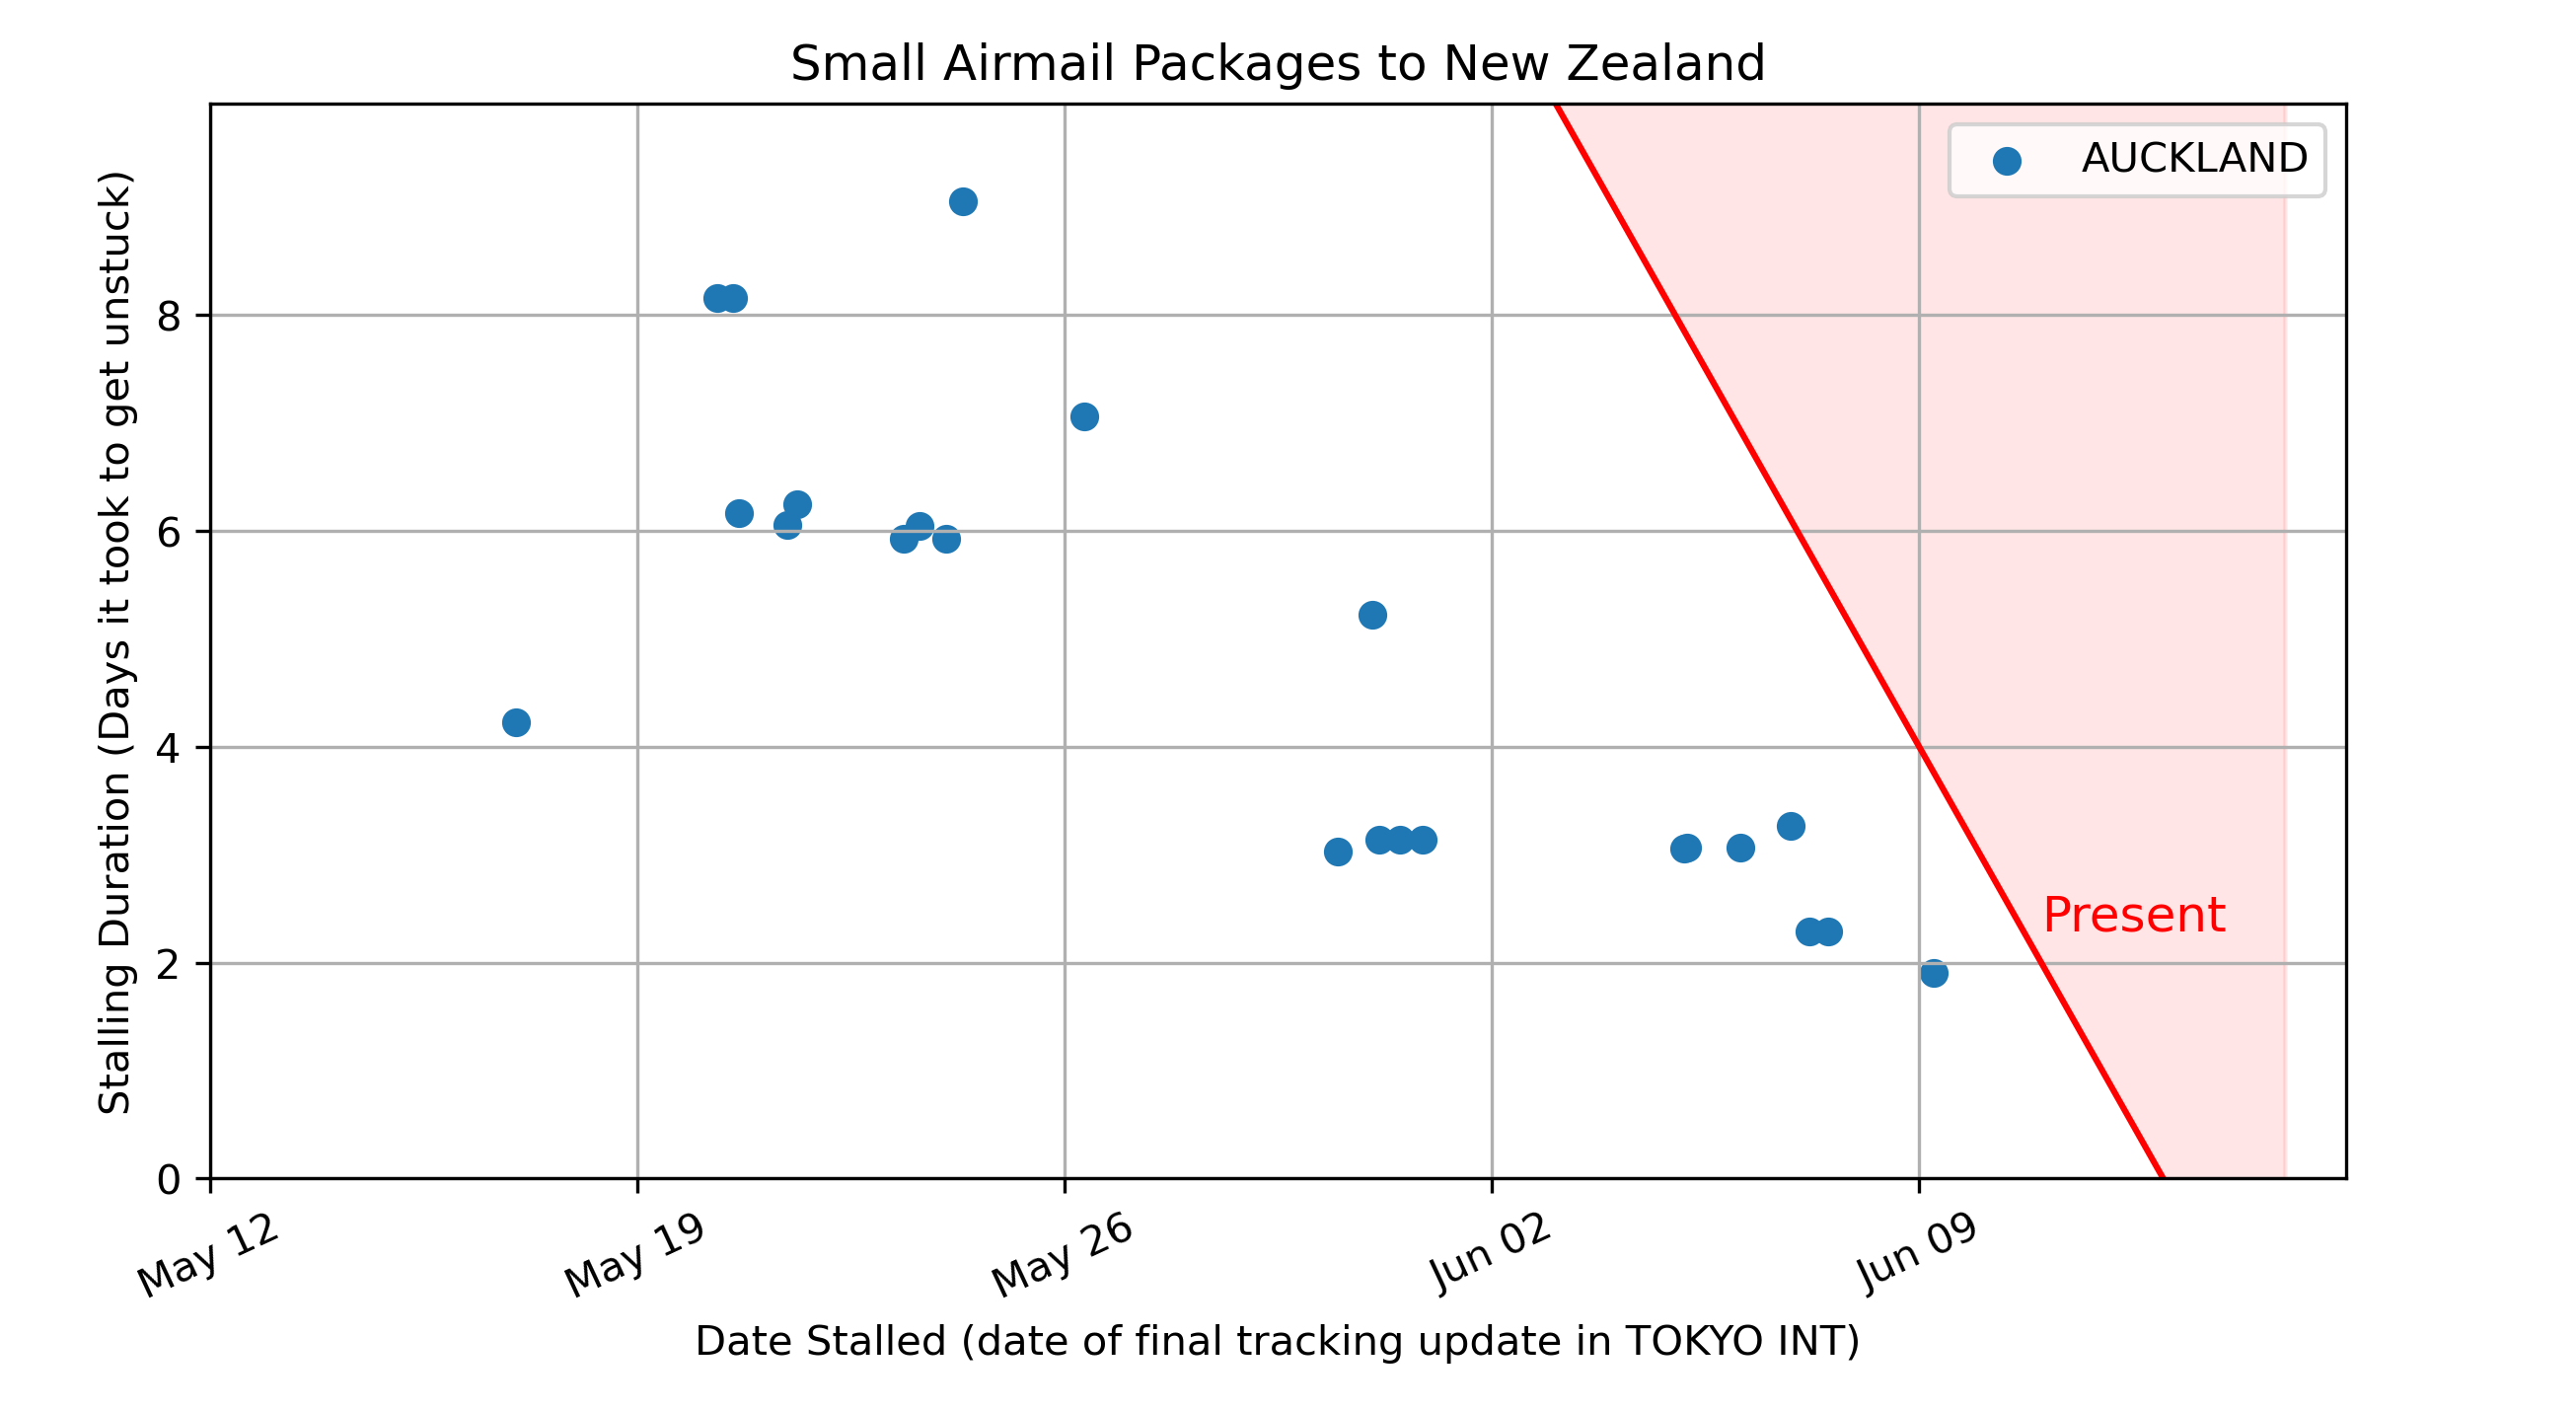 Small Airmail Packages to New Zealand
AUCKLAND
Stalling Duration (Days it took to get unstuck)
8
6
4
2
0
Present
May 12
May 19
May 26
Jun 02
Jun 09
Date Stalled (date of final tracking update in TOKYO INT)